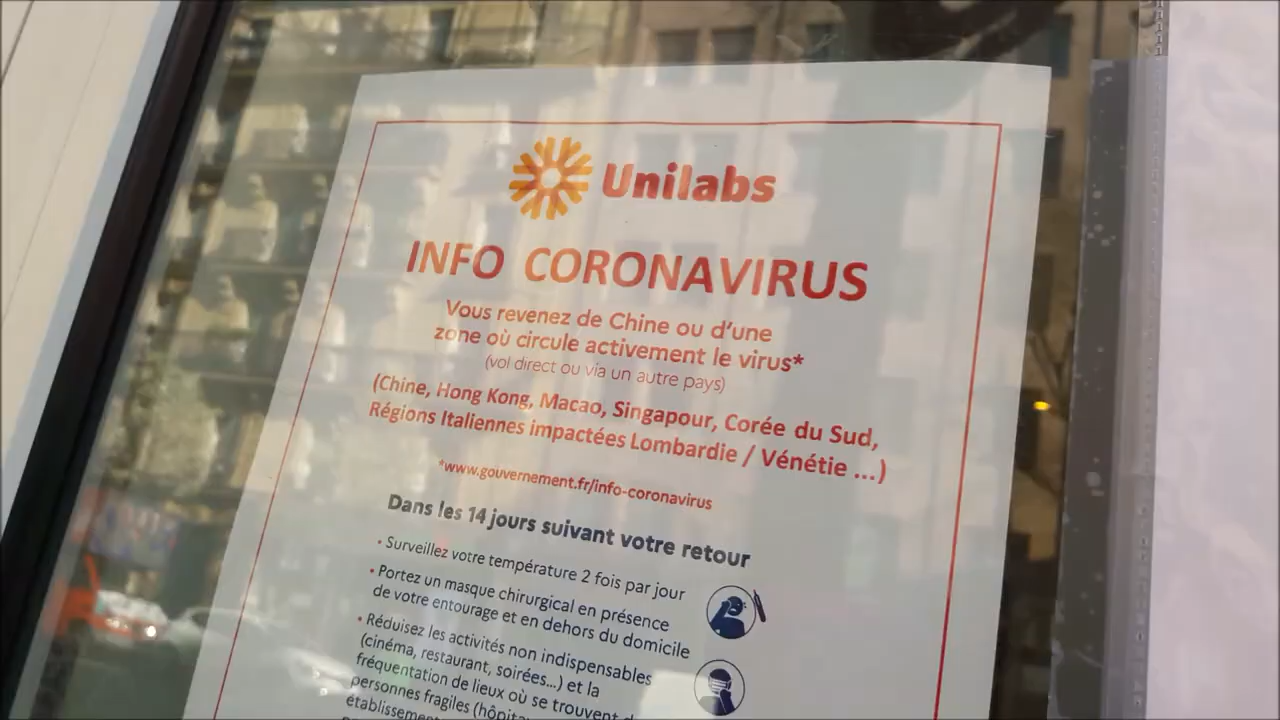 Unilabs
INFO CORONAVIRUS
Vous revenez de Chine ou d'une
zone où circule activement le virus*
(vol direct ou via un autre pays)
(Chine, Hong Kong, Macao, Singapour, Corée du Sud,
Régions Italiennes impactées Lombardie / Vénétie ...)
*www.gouvernement.fr/info-coronavirus
Dans les 14 jours suivant votre retour
• Surveillez votre température 2 fois par jour
• Portez un masque chirurgical en présence
de votre entourage et en dehors du domicile
• Réduisez les activités non indispensables
(cinéma, restaurant, soirées...) et la
fréquentation de lieux où se trouvent
personnes fragiles